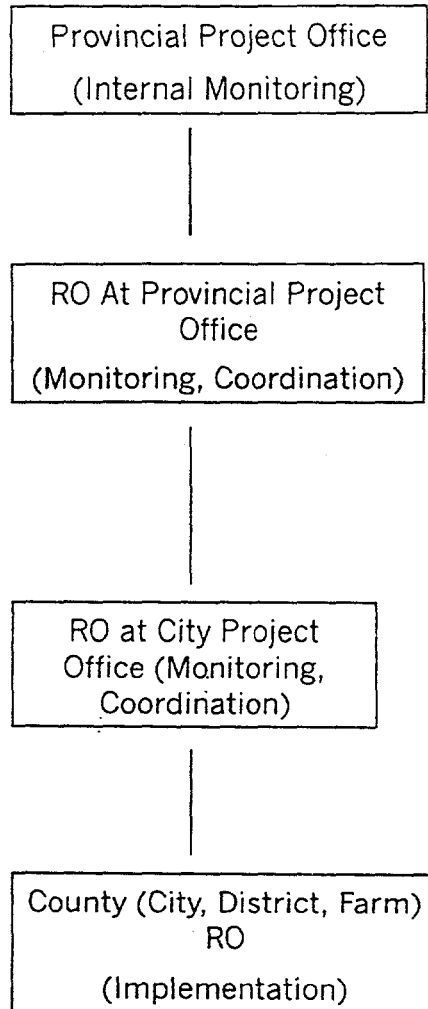 Provincial Project Office
(Internal Monitoring)
RO At Provincial Project
Office
(Monitoring, Coordination)
RO at City Project
Office (Monitoring,
Coordination)
County (City, District, Farm)
RO
(Implementation)